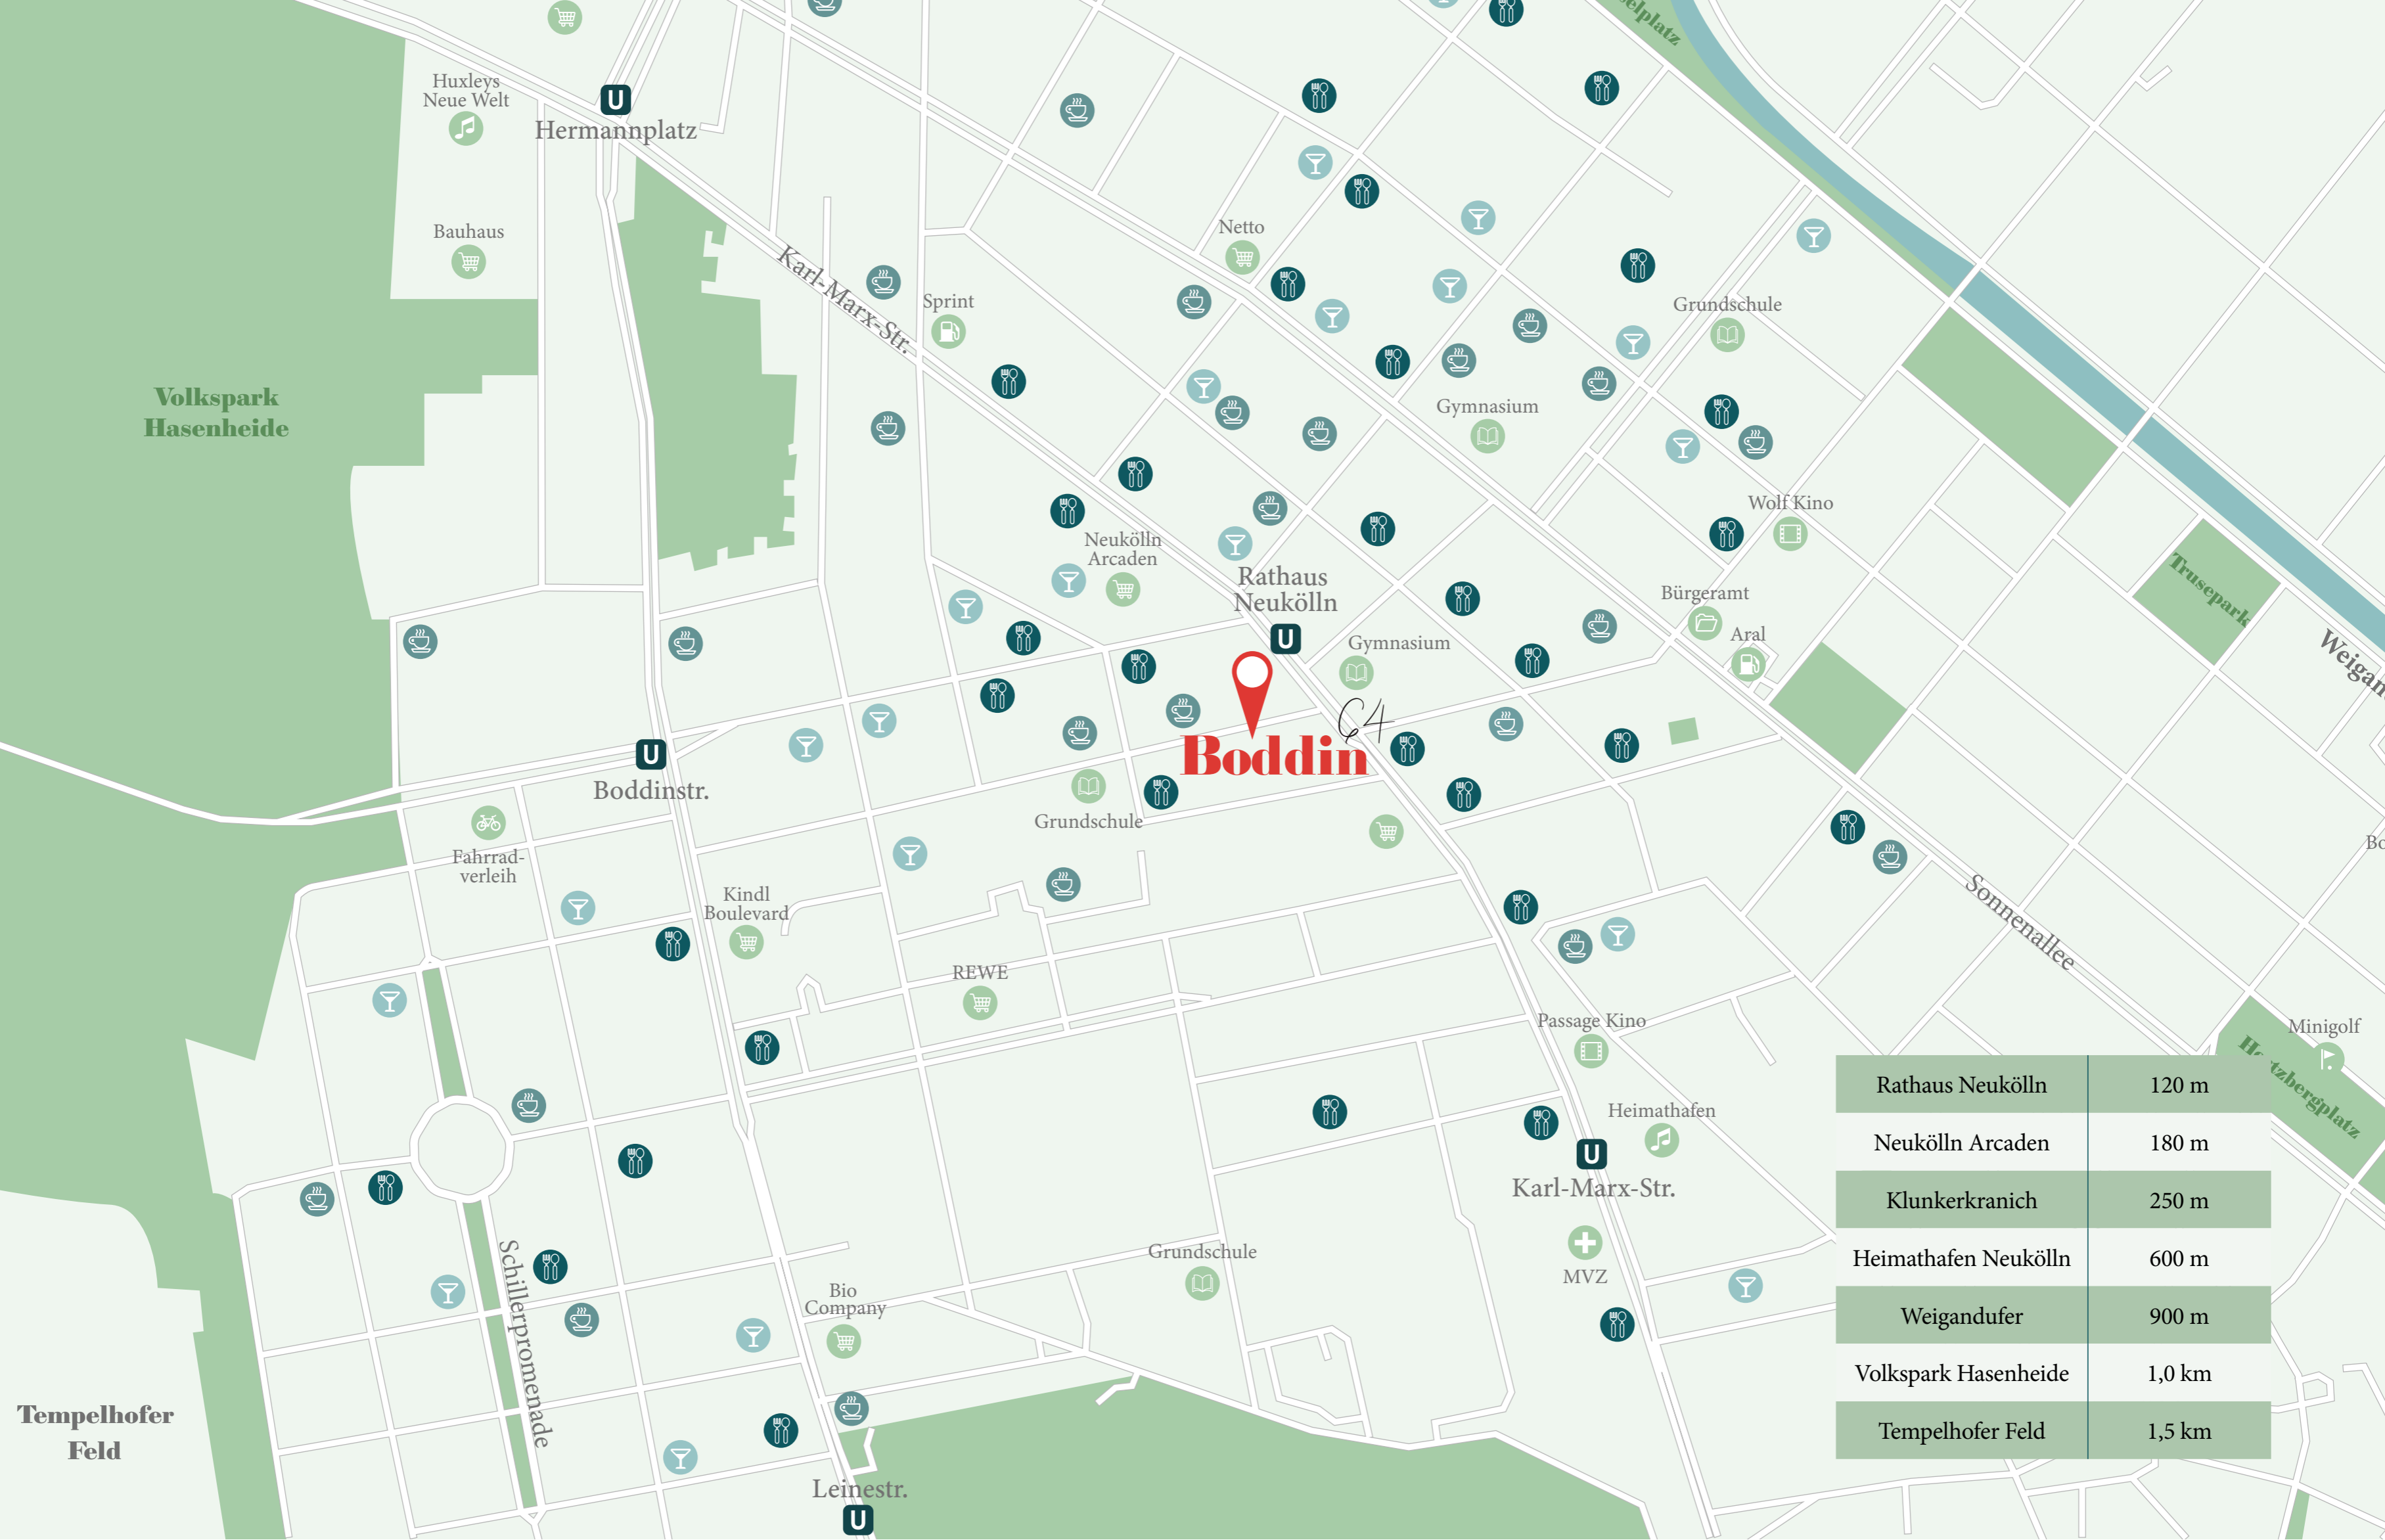 elplatz
Huxleys
Neue Welt
U
Hermannplatz
Bauhaus
Netto
Karl-Marx-Str.
Sprint
Grundschule
Volkspark
Hasenheide
Gymnasium
Wolf Kino
Neukölln
Arcaden
Rathaus
Neukölln
U
Bürgeramt
Aral
Trusepark
Gymnasium
64
Boddin
U
Boddinstr.
Grundschule
Fahrrad-
verleih
Kindl
Boulevard
REWE
Sonnenallee
Passage Kino
Minigolf
Heimathafen
U
Karl-Marx-Str.
MVZ
Grundschule
Bio
Company
Schillerpromenade
Tempelhofer
Feld
Leinestr.
U
Rathaus Neukölln 120 m
Neukölln Arcaden 180 m
Klunkerkranich 250 m
Heimathafen Neukölln 600 m
Weigandufer 900 m
Volkspark Hasenheide 1,0 km
Tempelhofer Feld 1,5 km